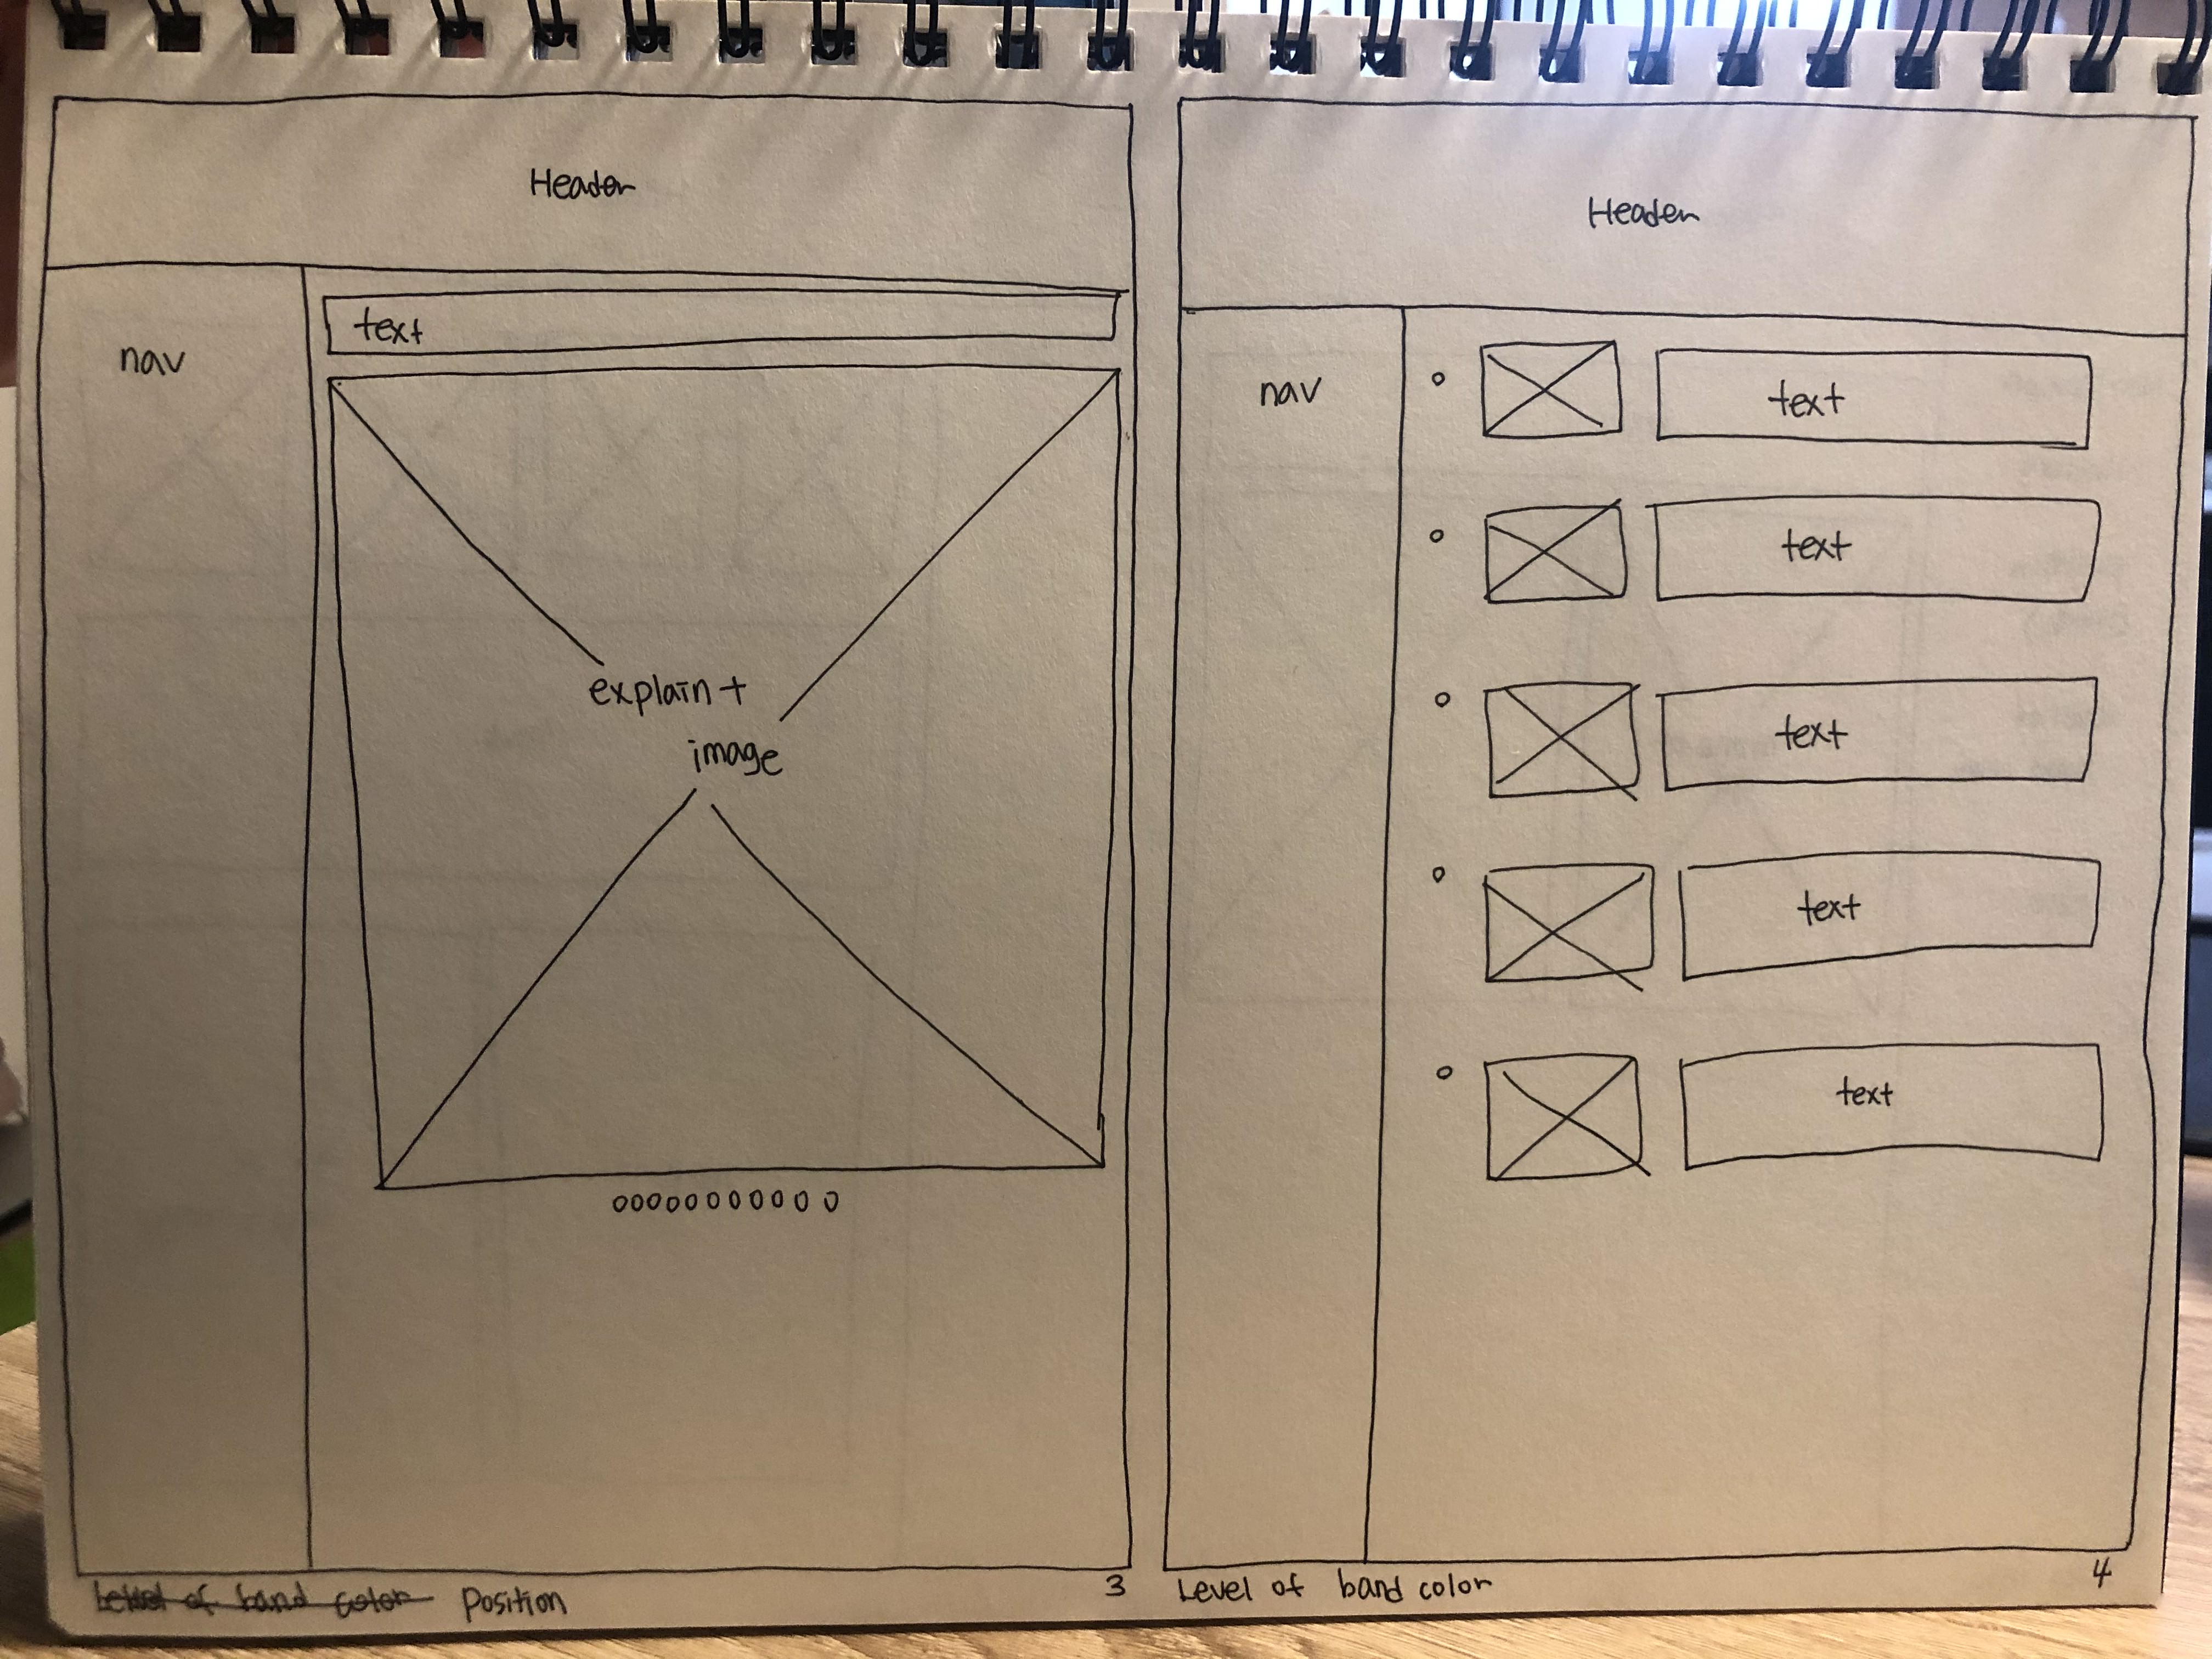 Header
nav
text
explain +
image
ooooooooooo
Level of band color Position
3
Header
nav
text
text
text
text
text
Level of band color
4